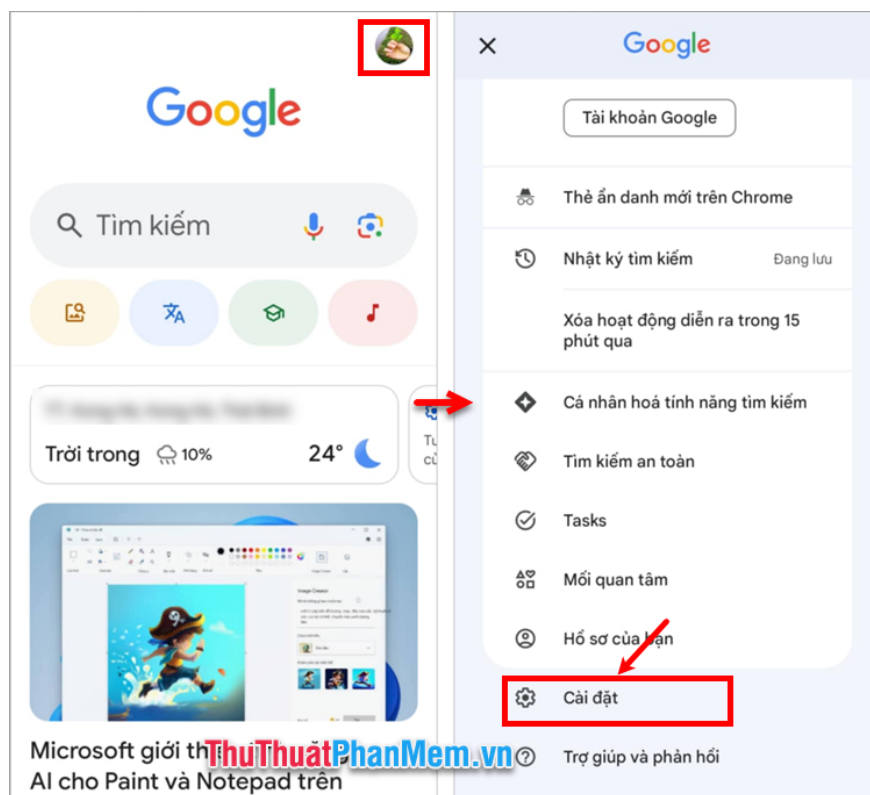 Google
Tìm kiếm
Trời trong 10% 24°
Microsoft giới th
AI cho Paint và Notepad trên
Google
Tài khoản Google
Thẻ ẩn danh mới trên Chrome
Nhật ký tìm kiếm Đang lưu
Xóa hoạt động diễn ra trong 15
phút qua
Cá nhân hoá tính năng tìm kiếm
Tìm kiếm an toàn
Tasks
Mối quan tâm
Hồ sơ của bạn
Cài đặt
Trợ giúp và phản hồi
ThuThuatPhanMem.vn